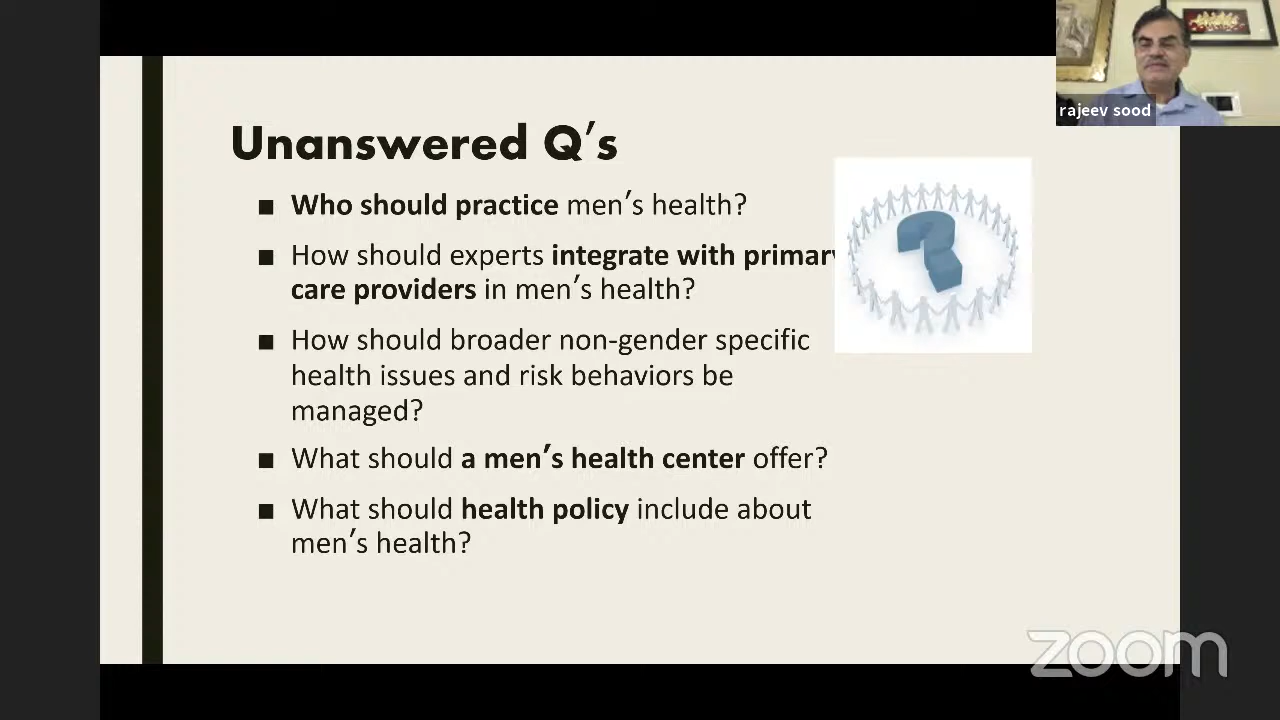 rajeev sood
Unanswered Q's
■ Who should practice men's health?
■ How should experts integrate with primary
care providers in men's health?
■ How should broader non-gender specific
health issues and risk behaviors be
managed?
■ What should a men's health center offer?
■ What should health policy include about
men's health?
zoom